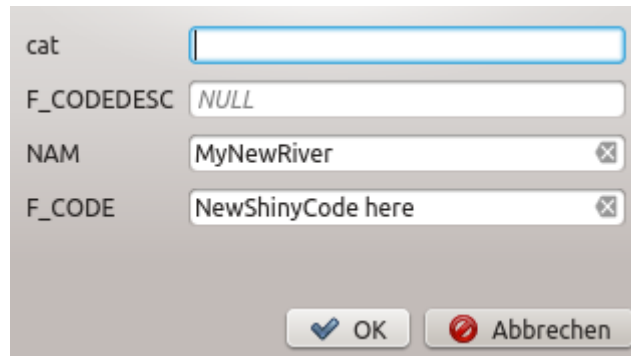 cat
F_CODEDESC NULL
NAM MyNewRiver
F_CODE NewShinyCode here
OK Abbrechen